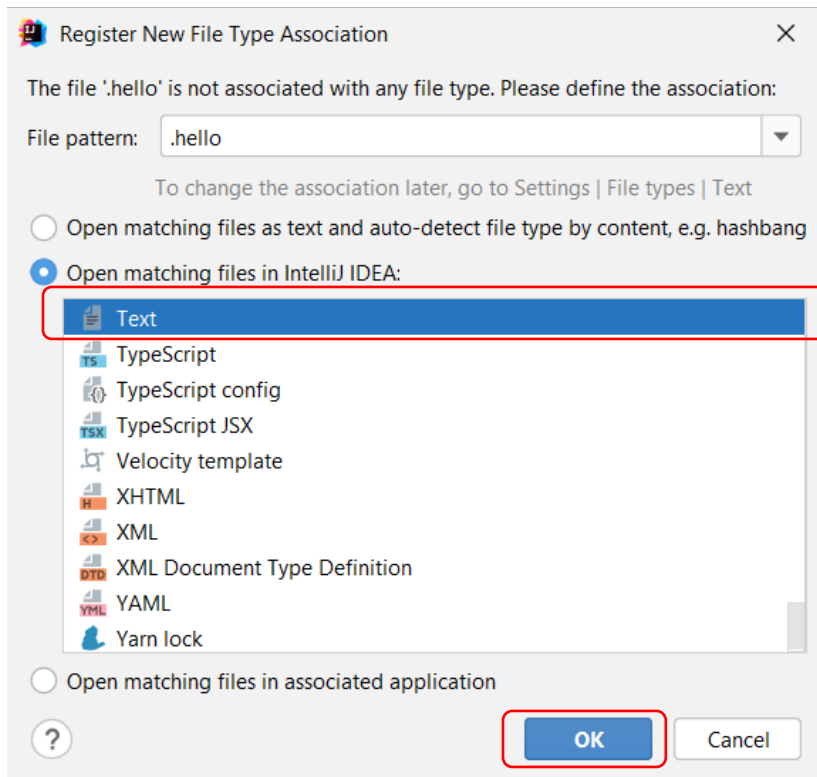 Register New File Type Association
The file '.hello' is not associated with any file type. Please define the association:
File pattern: .hello
To change the association later, go to Settings | File types | Text
Open matching files as text and auto-detect file type by content, e.g. hashbang
Open matching files in IntelliJ IDEA:
Text
TS TypeScript
TypeScript config
TSX TypeScript JSX
Velocity template
H XHTML
<> XML
DTD XML Document Type Definition
YML YAML
Yarn lock
Open matching files in associated application
? OK Cancel